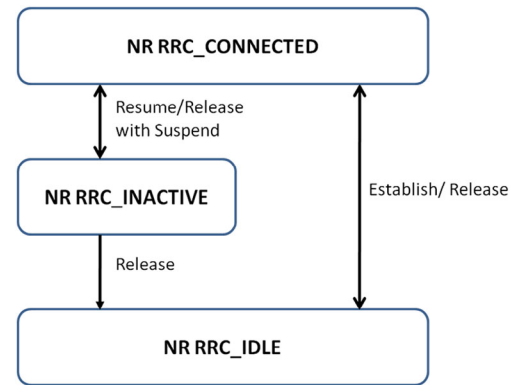 NR RRC_CONNECTED
Resume/Release
with Suspend
NR RRC_INACTIVE
Establish/ Release
Release
NR RRC_IDLE